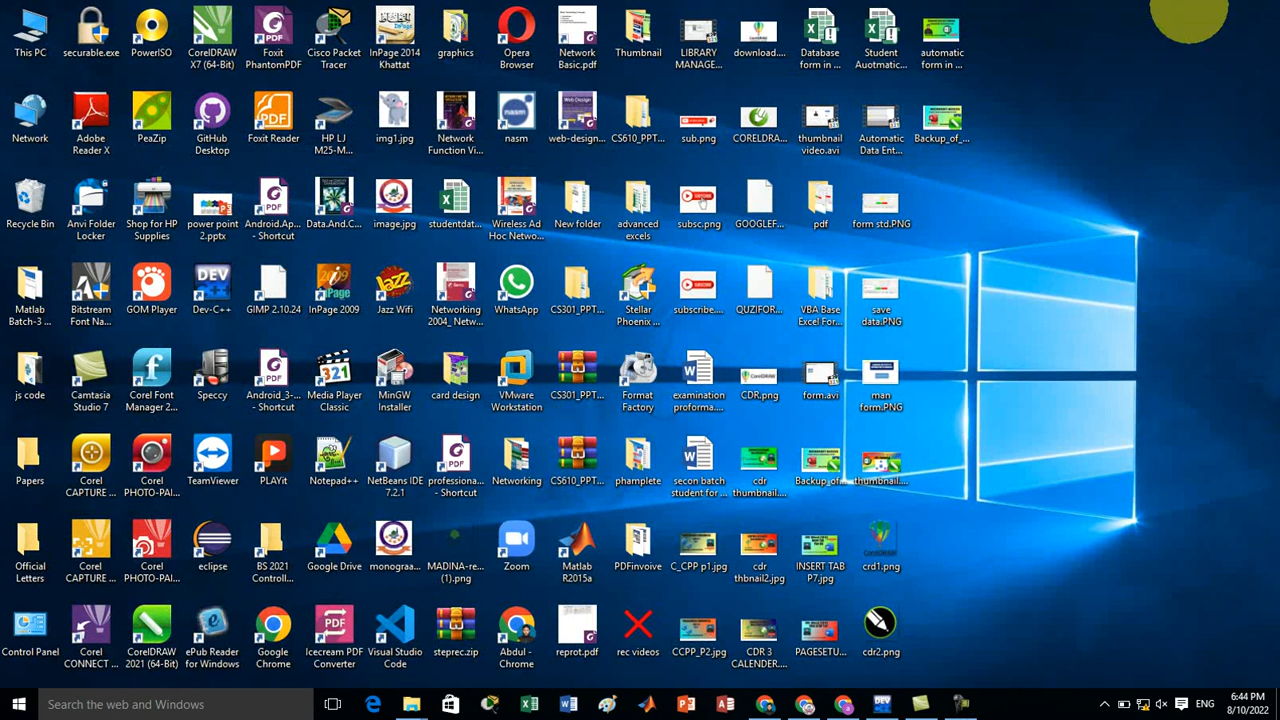 This PC
securable.exe
PowerISO
CorelDRAW
X7 (64-Bit)
Foxit
PhantomPDF
Cisco Packet
Tracer
InPage 2014
Khattat
graphics
Opera
Browser
Network
Basic.pdf
Thumbnail
LIBRARY
MANAGE...
download....
Database
form in ...
Student
Auotmatic...
automatic
form in ...
Network
Adobe
Reader X
PeaZip
GitHub
Desktop
Foxit Reader
HP LJ
M25-M...
img1.jpg
Network
Function Vi...
nasm
web-design...
CS610_PPT...
sub.png
CORELDRA...
thumbnail
video.avi
Automatic
Data Ent...
Backup_of_...
Recycle Bin
Anvi Folder
Locker
Shop for HP
Supplies
power point
2.pptx
Android.Ap...
- Shortcut
Data.And.C...
image.jpg
studentdat...
Wireless Ad
Hoc Netwo...
New folder
advanced
excels
subsc.png
GOOGLEF...
pdf
form std.PNG
Matlab
Batch-3 ...
Bitstream
Font Na...
GOM Player
Dev-C++
GIMP 2.10.24
InPage 2009
Jazz Wifi
Networking
2004_ Netw...
WhatsApp
CS301_PPT...
Stellar
Phoenix ...
subscribe....
QUZIFOR...
VBA Base
Excel For...
save
data.PNG
js code
Camtasia
Studio 7
Corel Font
Manager 2...
Speccy
Android_3-...
- Shortcut
Media Player
Classic
MinGW
Installer
card design
VMware
Workstation
CS301_PPT...
Format
Factory
examination
proforma....
CDR.png
form.avi
man
form.PNG
Papers
Corel
CAPTURE ...
Corel
PHOTO-PAI...
TeamViewer
PLAYit
Notepad++
NetBeans IDE
7.2.1
professiona...
- Shortcut
Networking
CS610_PPT...
phamplete
secon batch
student for ...
cdr
thumbnail....
Backup_of...
thumbnail....
Official
Letters
Corel
CAPTURE ...
Corel
PHOTO-PAI...
eclipse
BS 2021
Controll...
Google Drive
monograa...
MADINA-re...
(1).png
Zoom
Matlab
R2015a
PDFinvoive
C_CPP p1.jpg
cdr
thbnail2.jpg
INSERT TAB
P7.jpg
crd1.png
Control Panel
Corel
CONNECT ...
CorelDRAW
2021 (64-Bit)
ePub Reader
for Windows
Google
Chrome
Icecream PDF
Converter
Visual Studio
Code
steprec.zip
Abdul -
Chrome
reprot.pdf
rec videos
CCPP_P2.jpg
CDR 3
CALENDER....
PAGESETU...
cdr2.png
Search the web and Windows
ENG
6:44 PM
8/10/2022